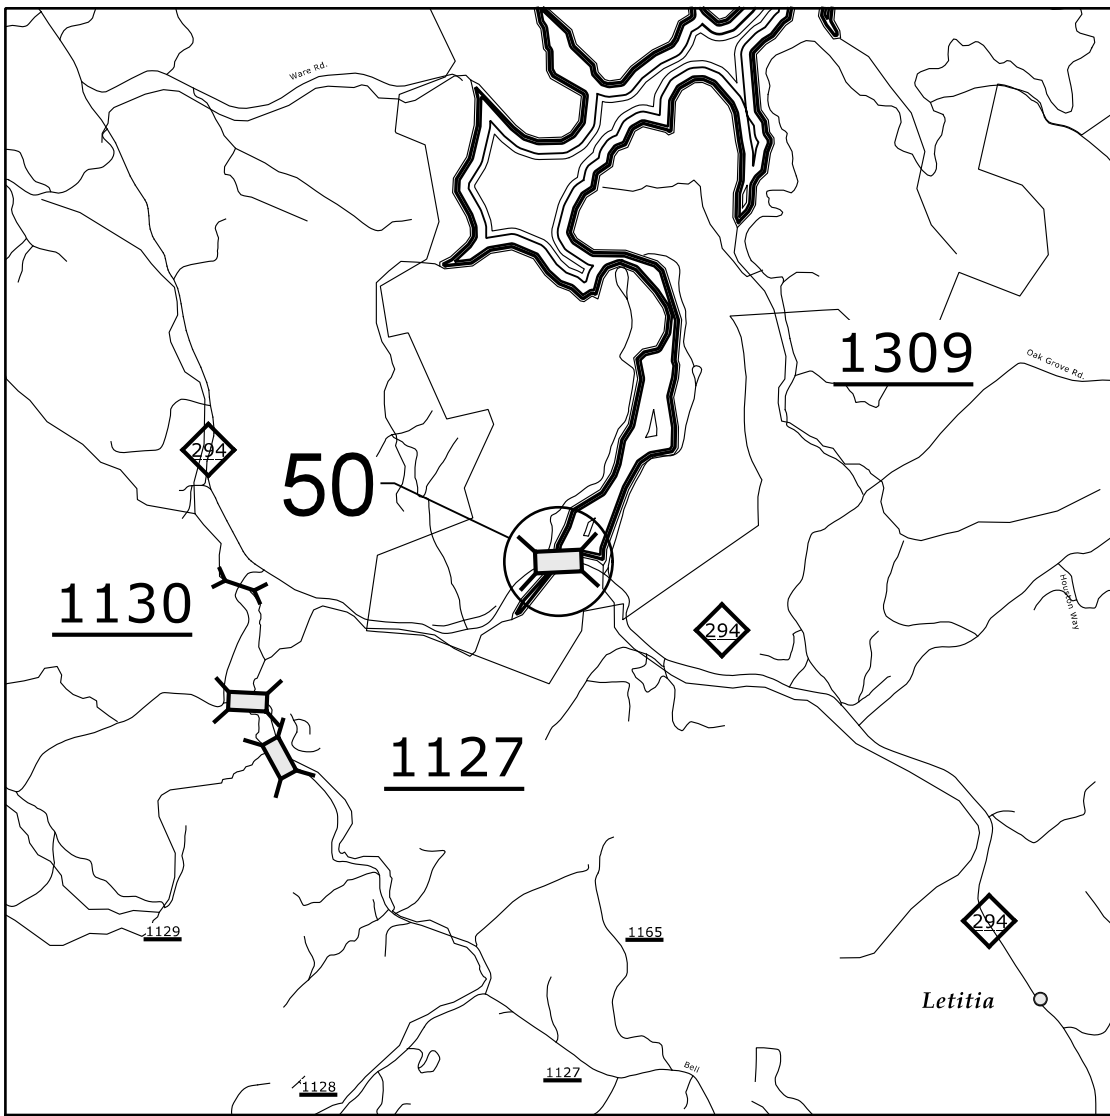 Ware Rd.
1309
Oak Grove Rd.
294
50
1130
Houston Way
294
1127
1129
1165
294
Letitia
Bell
1127
1128